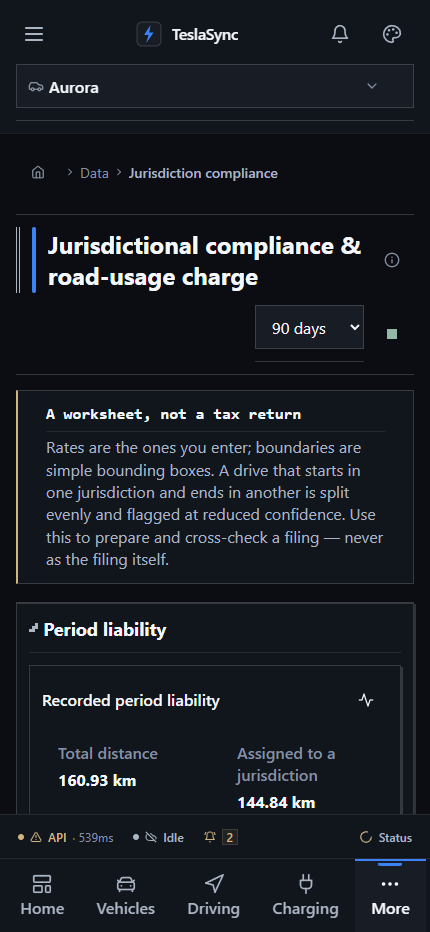 TeslaSync
Aurora
Data
Jurisdiction compliance
Jurisdictional compliance &
road-usage charge
90 days
A worksheet, not a tax return
Rates are the ones you enter; boundaries are
simple bounding boxes. A drive that starts in
one jurisdiction and ends in another is split
evenly and flagged at reduced confidence. Use
this to prepare and cross-check a filing — never
as the filing itself.
Period liability
Recorded period liability
Total distance
160.93 km
Assigned to a
jurisdiction
144.84 km
API · 539ms
Idle
2
Status
Home
Vehicles
Driving
Charging
More